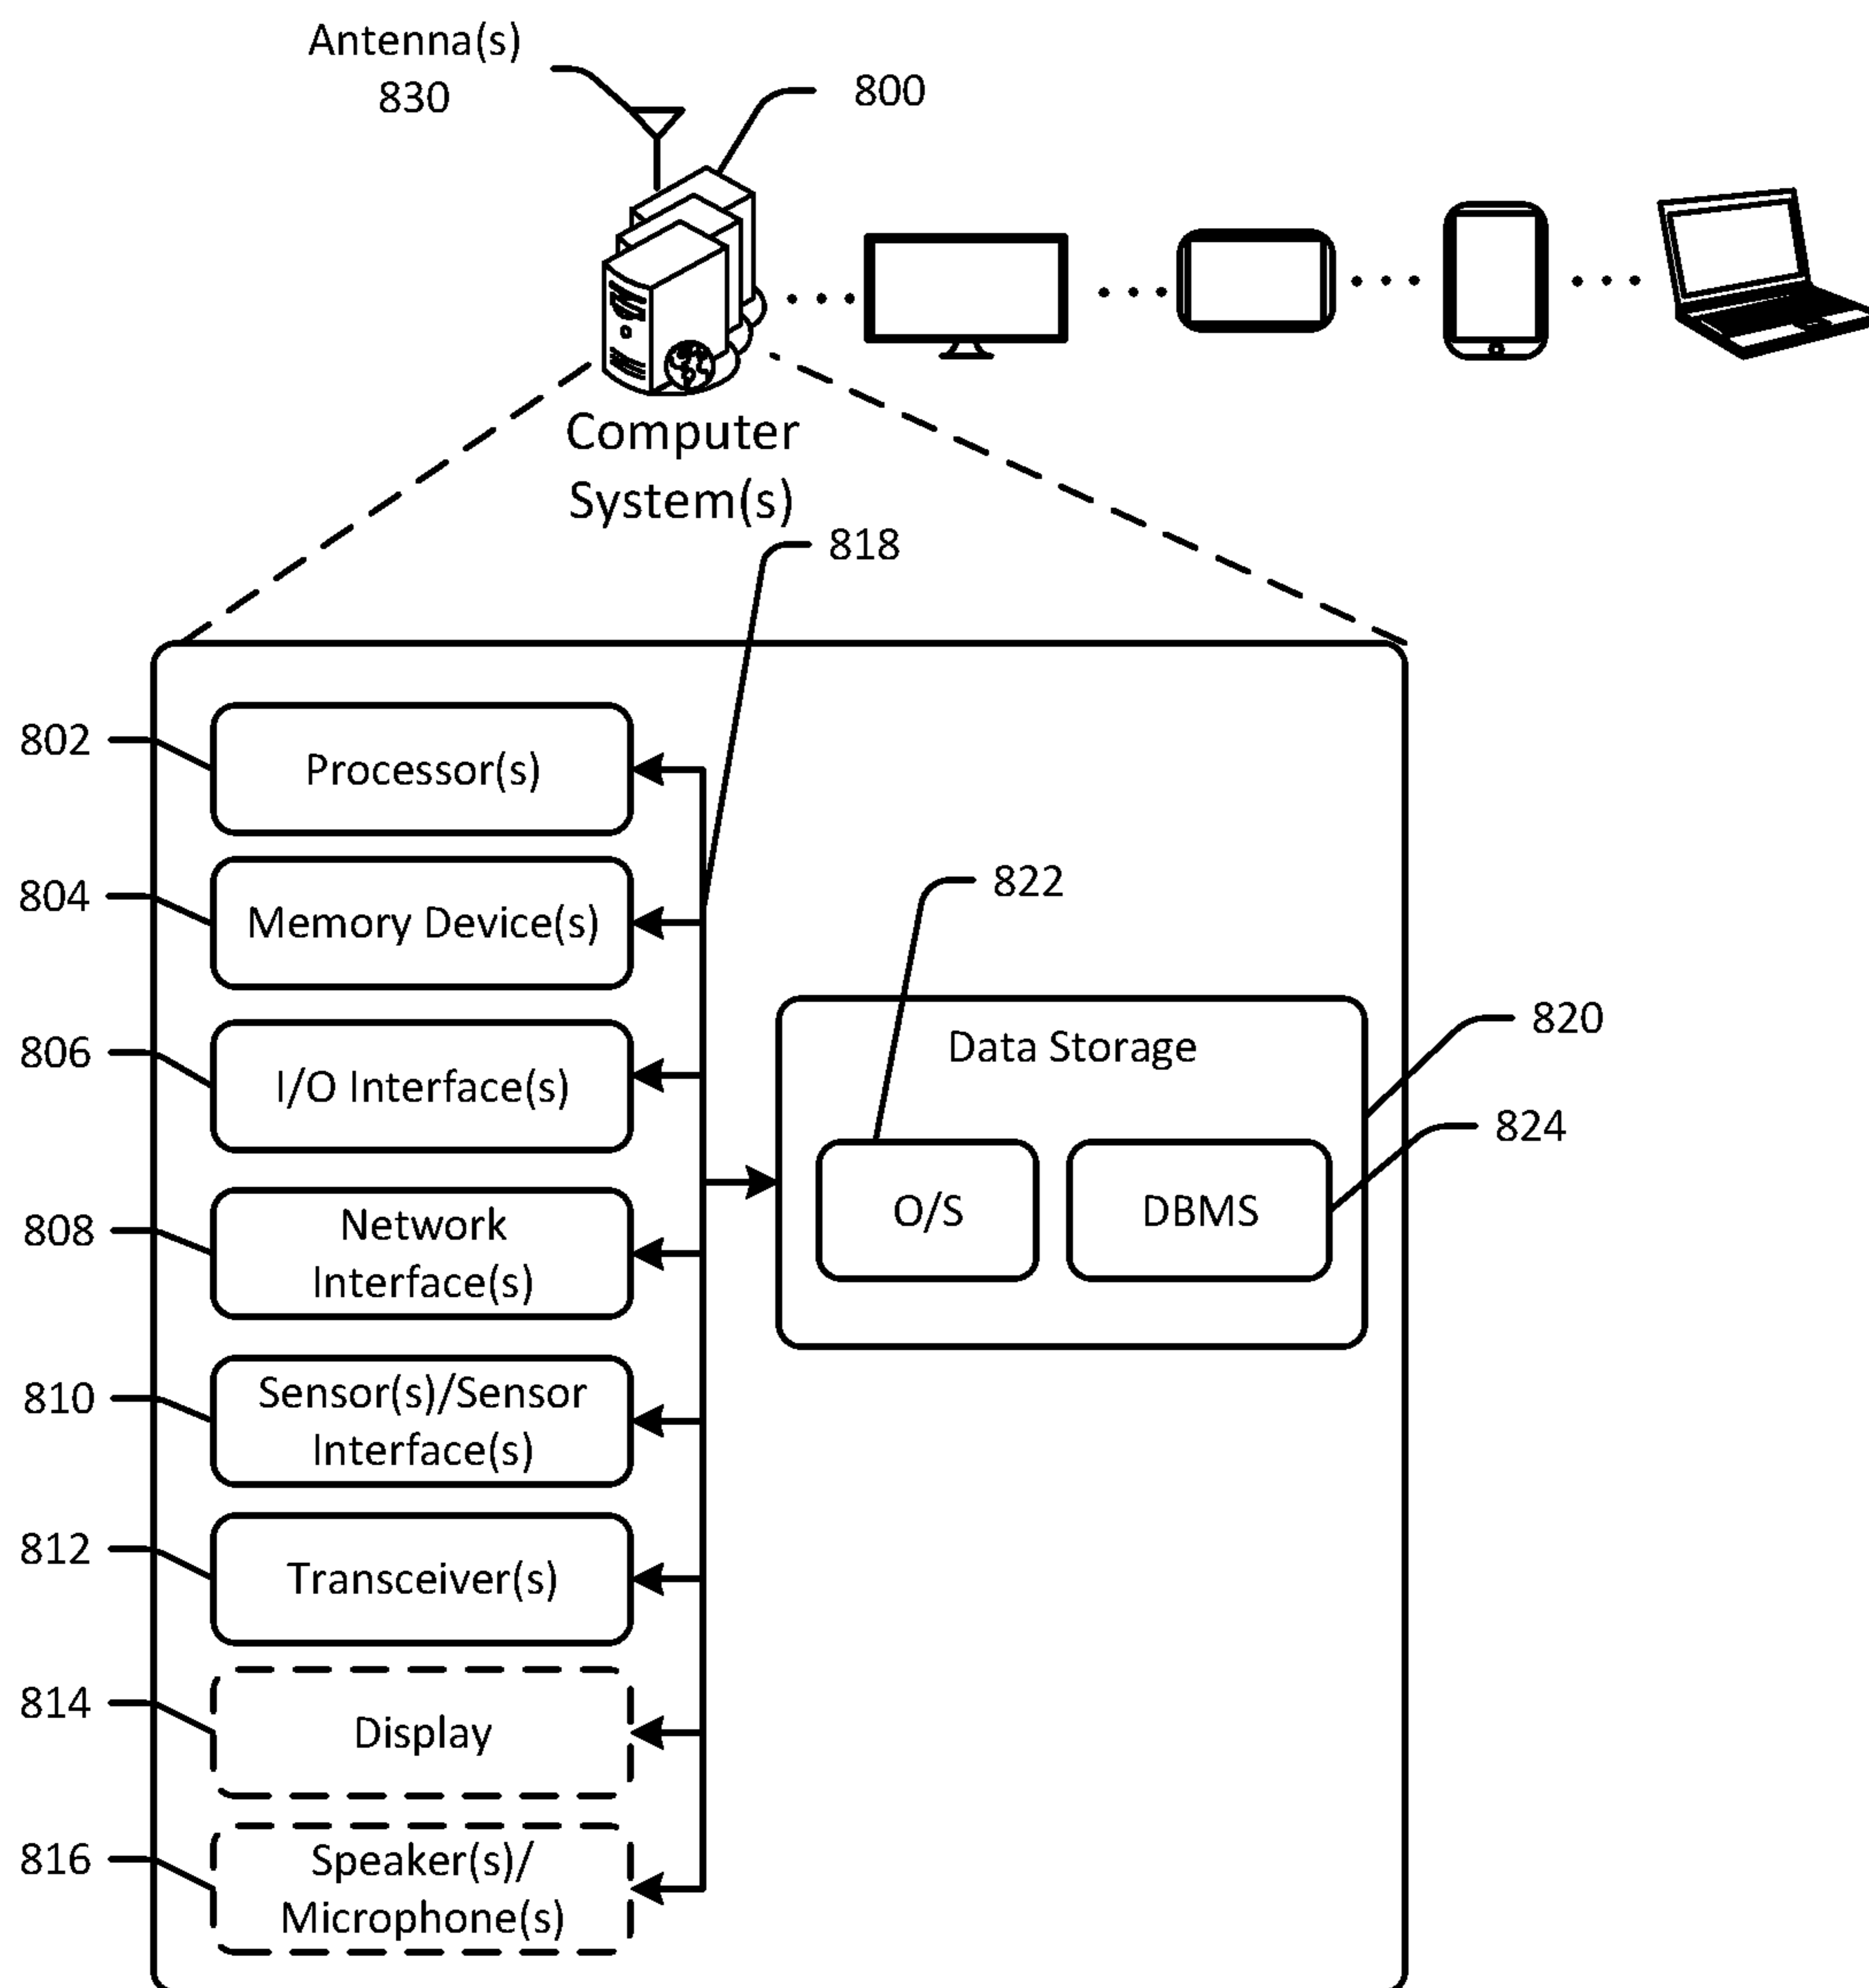 Antenna(s)
830
800
Computer
System(s)
818
802
Processor(s)
804
Memory Device(s)
822
806
I/O Interface(s)
Data Storage
820
824
808
Network
Interface(s)
O/S
DBMS
810
Sensor(s)/Sensor
Interface(s)
812
Transceiver(s)
814
Display
816
Speaker(s)/
Microphone(s)